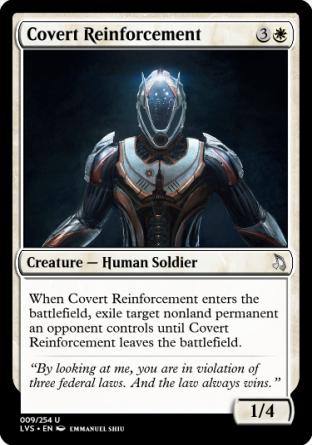 Covert Reinforcement 3
Creature — Human Soldier
When Covert Reinforcement enters the
battlefield, exile target nonland permanent
an opponent controls until Covert
Reinforcement leaves the battlefield.
“By looking at me, you are in violation of
three federal laws. And the law always wins.”
1/4
009/254 U
LVS • EN EMMANUEL SHIU